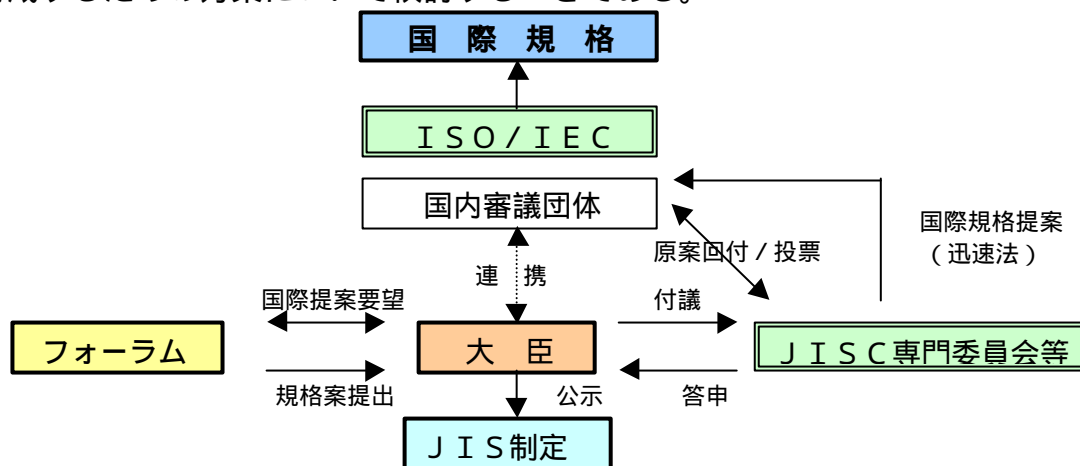 国 際 規 格
ＩＳＯ/ＩＥＣ
国内審議団体
国際規格提案
(迅速法)
原案回付/投票
連 携
国際提案要望
付議
フォーラム
大 臣
ＪＩＳＣ専門委員会等
規格案提出
公示
答申
ＪＩＳ制定